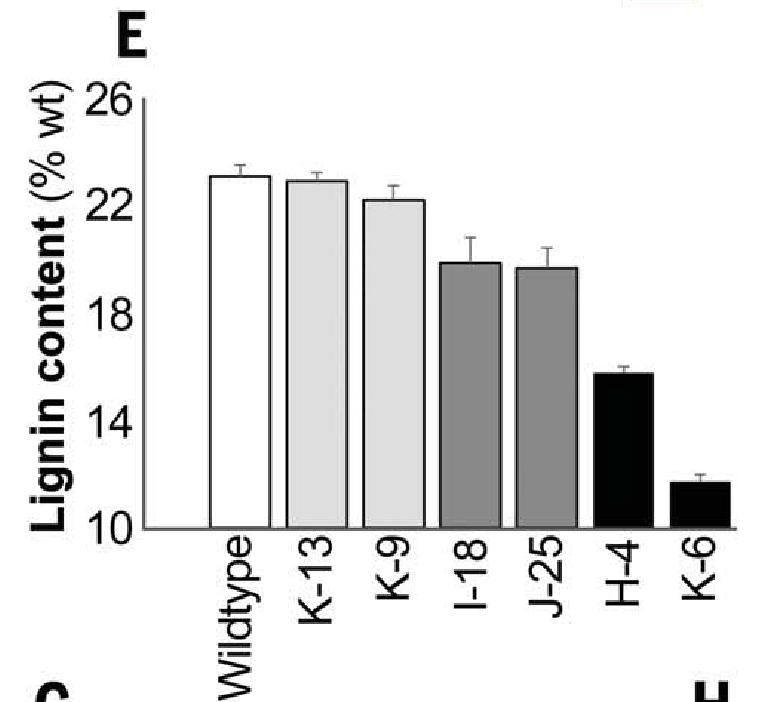 E
Lignin content (% wt)
26
22
18
14
10
Wildtype
K-13
K-9
I-18
J-25
H-4
K-6
H